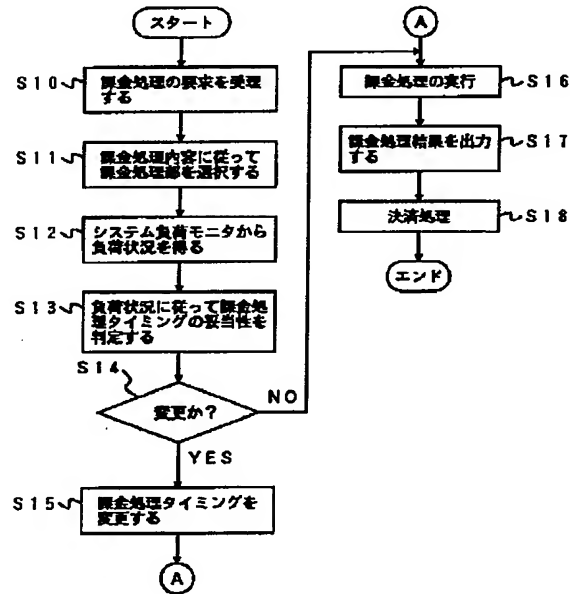 スタート
S10
課金処理の要求を受理
する
S11
課金処理内容に従って
課金処理部を選択する
S12
システム負荷モニタから
負荷状況を得る
S13
負荷状況に従って課金処
理タイミングの妥当性を
判定する
S14
変更か?
NO
YES
S15
課金処理タイミングを
変更する
A
A
課金処理の実行
S16
課金処理結果を出力
する
S17
決済処理
S18
エンド